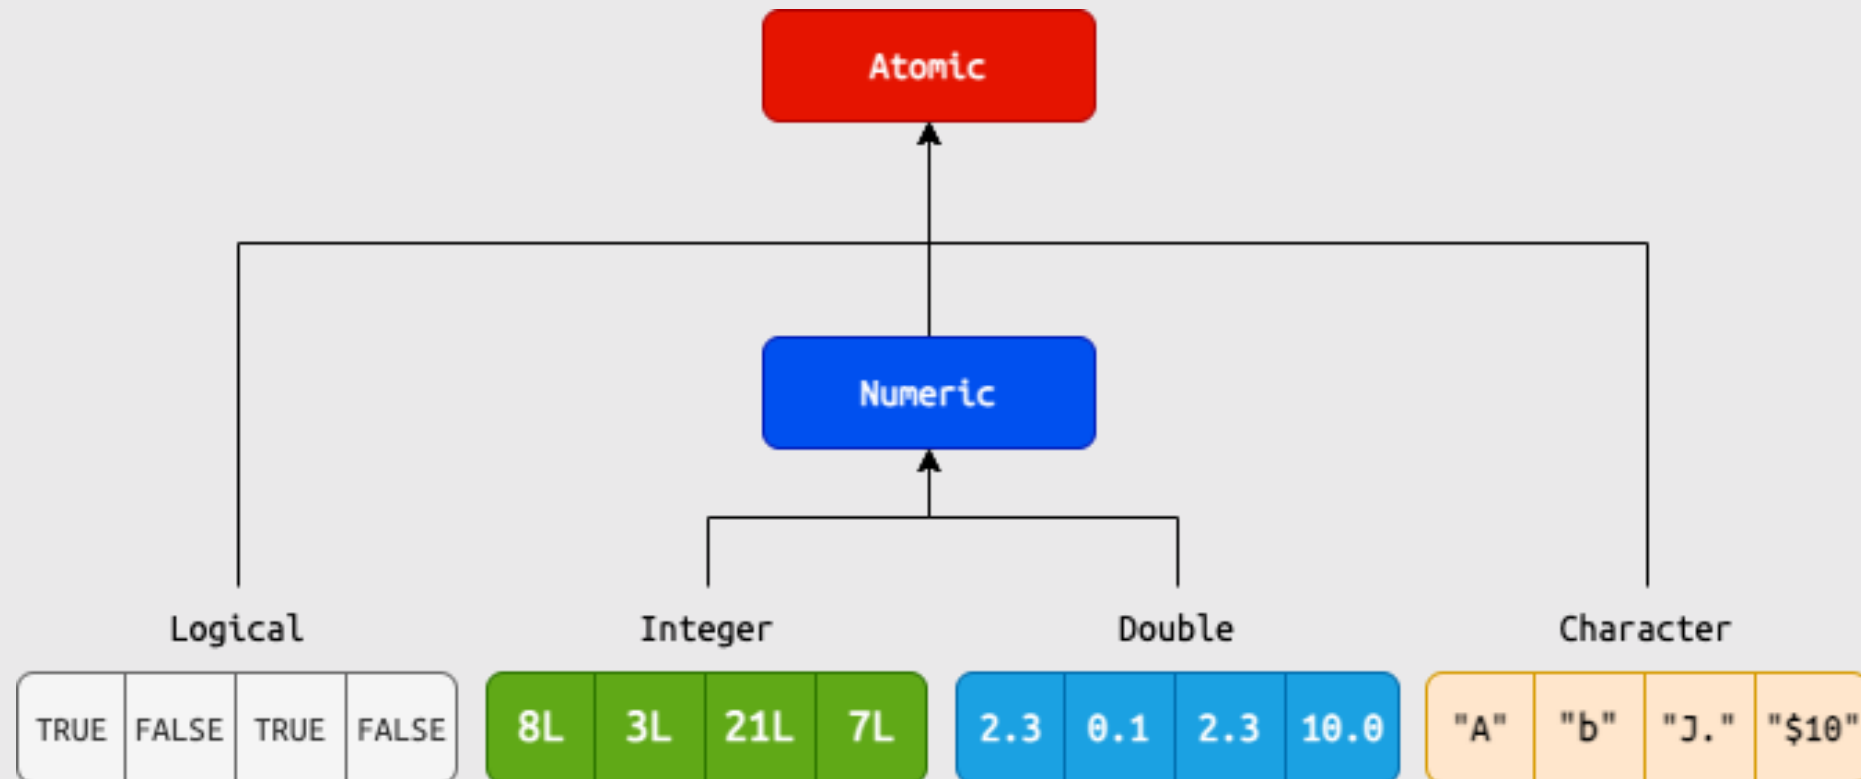 Atomic
Numeric
Logical Integer Double Character
TRUE FALSE TRUE FALSE 8L 3L 21L 7L 2.3 0.1 2.3 10.0 "A" "b" "J." "$10"